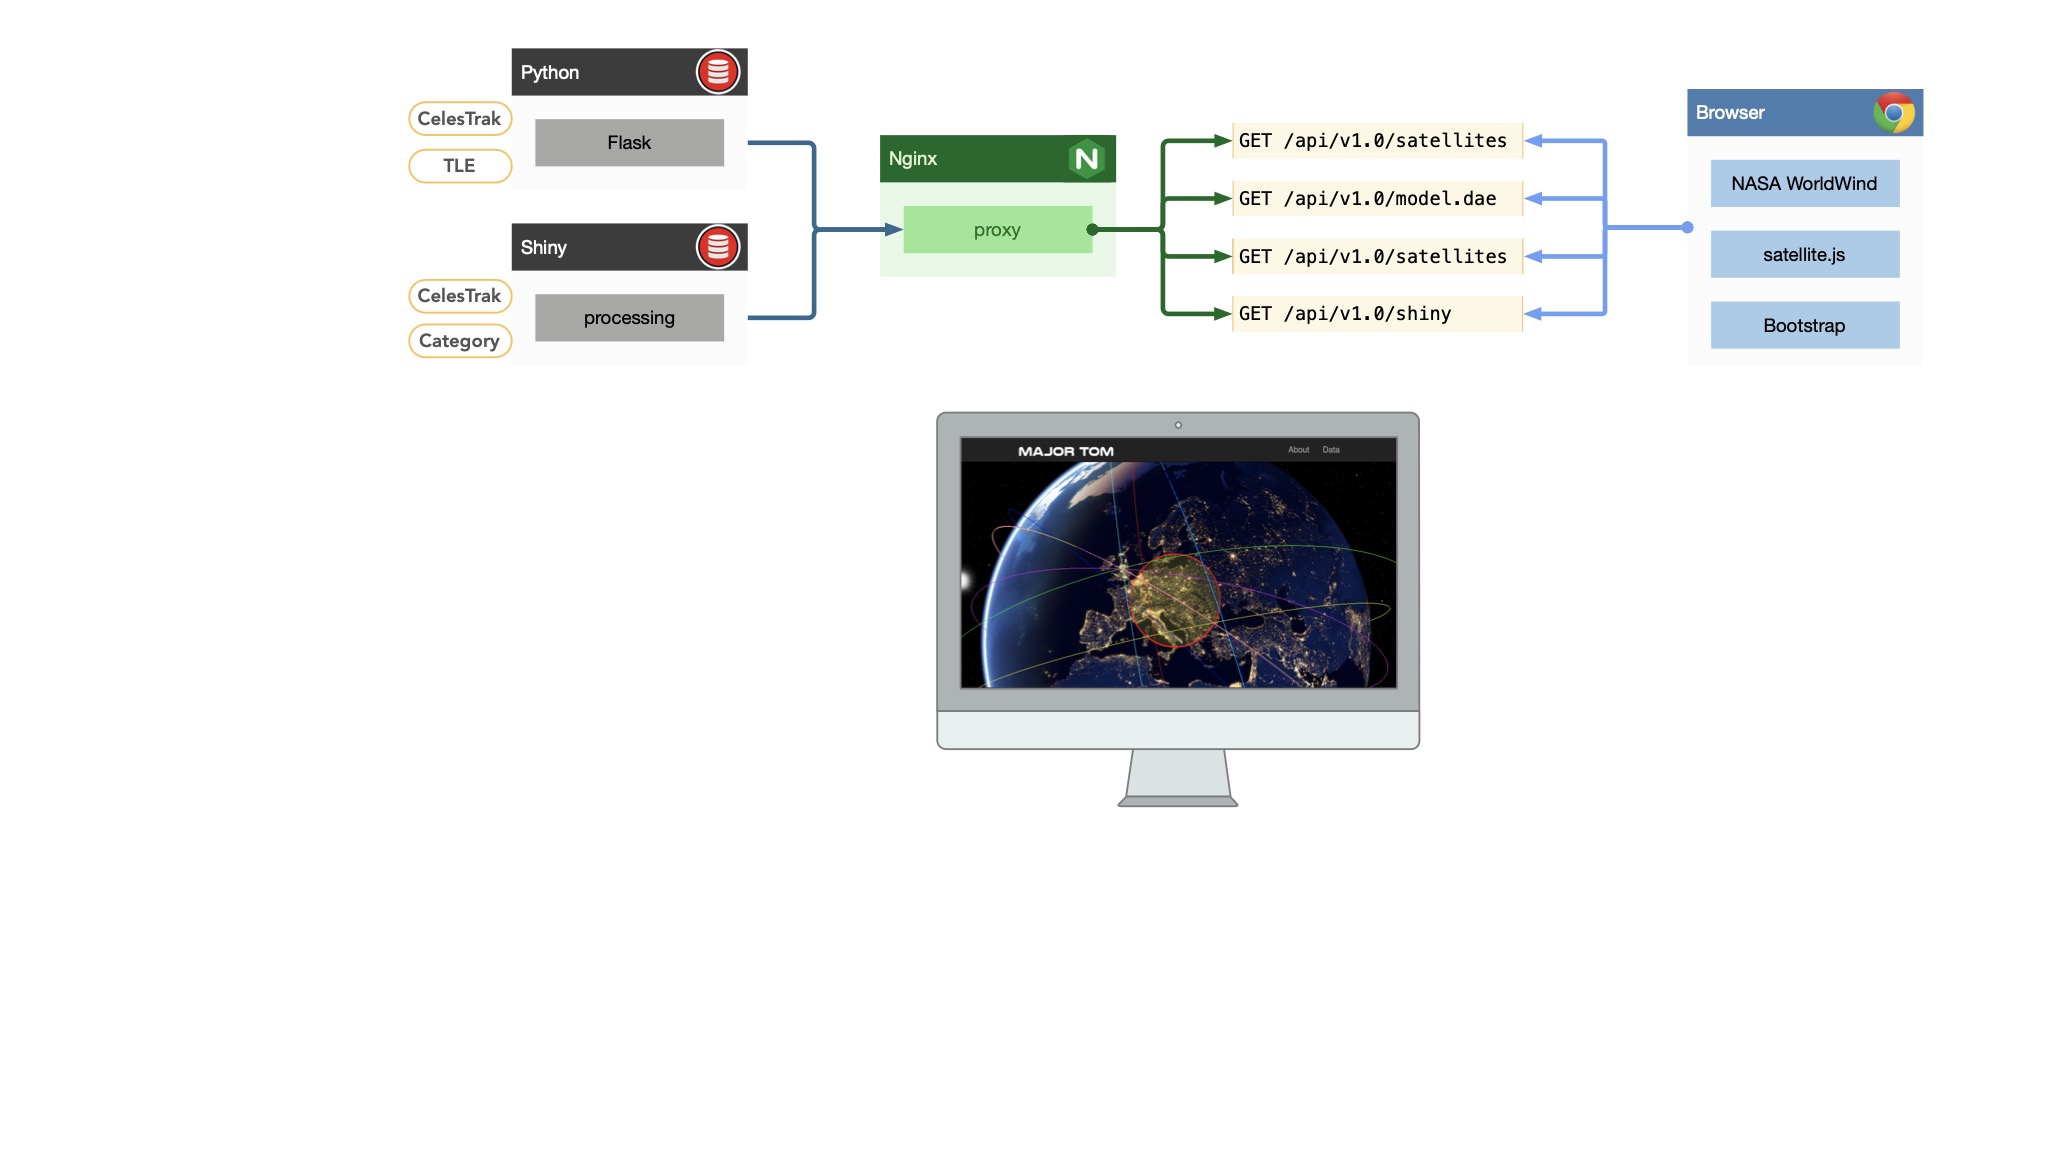 Python
CelesTrak
Flask
TLE
Shiny
CelesTrak
processing
Category
Nginx
N
proxy
GET /api/v1.0/satellites
GET /api/v1.0/model.dae
GET /api/v1.0/satellites
GET /api/v1.0/shiny
Browser
NASA WorldWind
satellite.js
Bootstrap
MAJOR TOM
About
Data